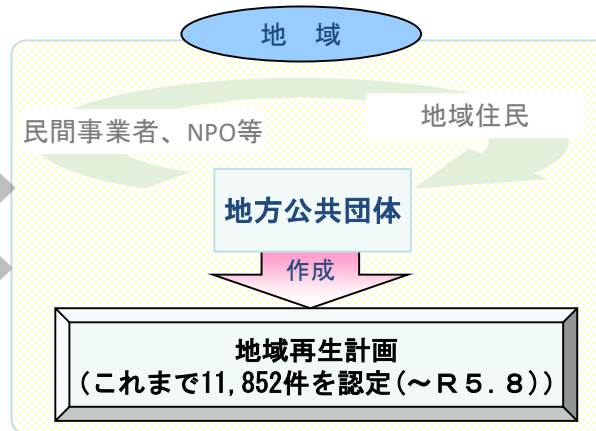 地 域
民間事業者、NPO等
地域住民
地方公共団体
作成
地域再生計画
(これまで11,852件を認定(～Ｒ５．８))